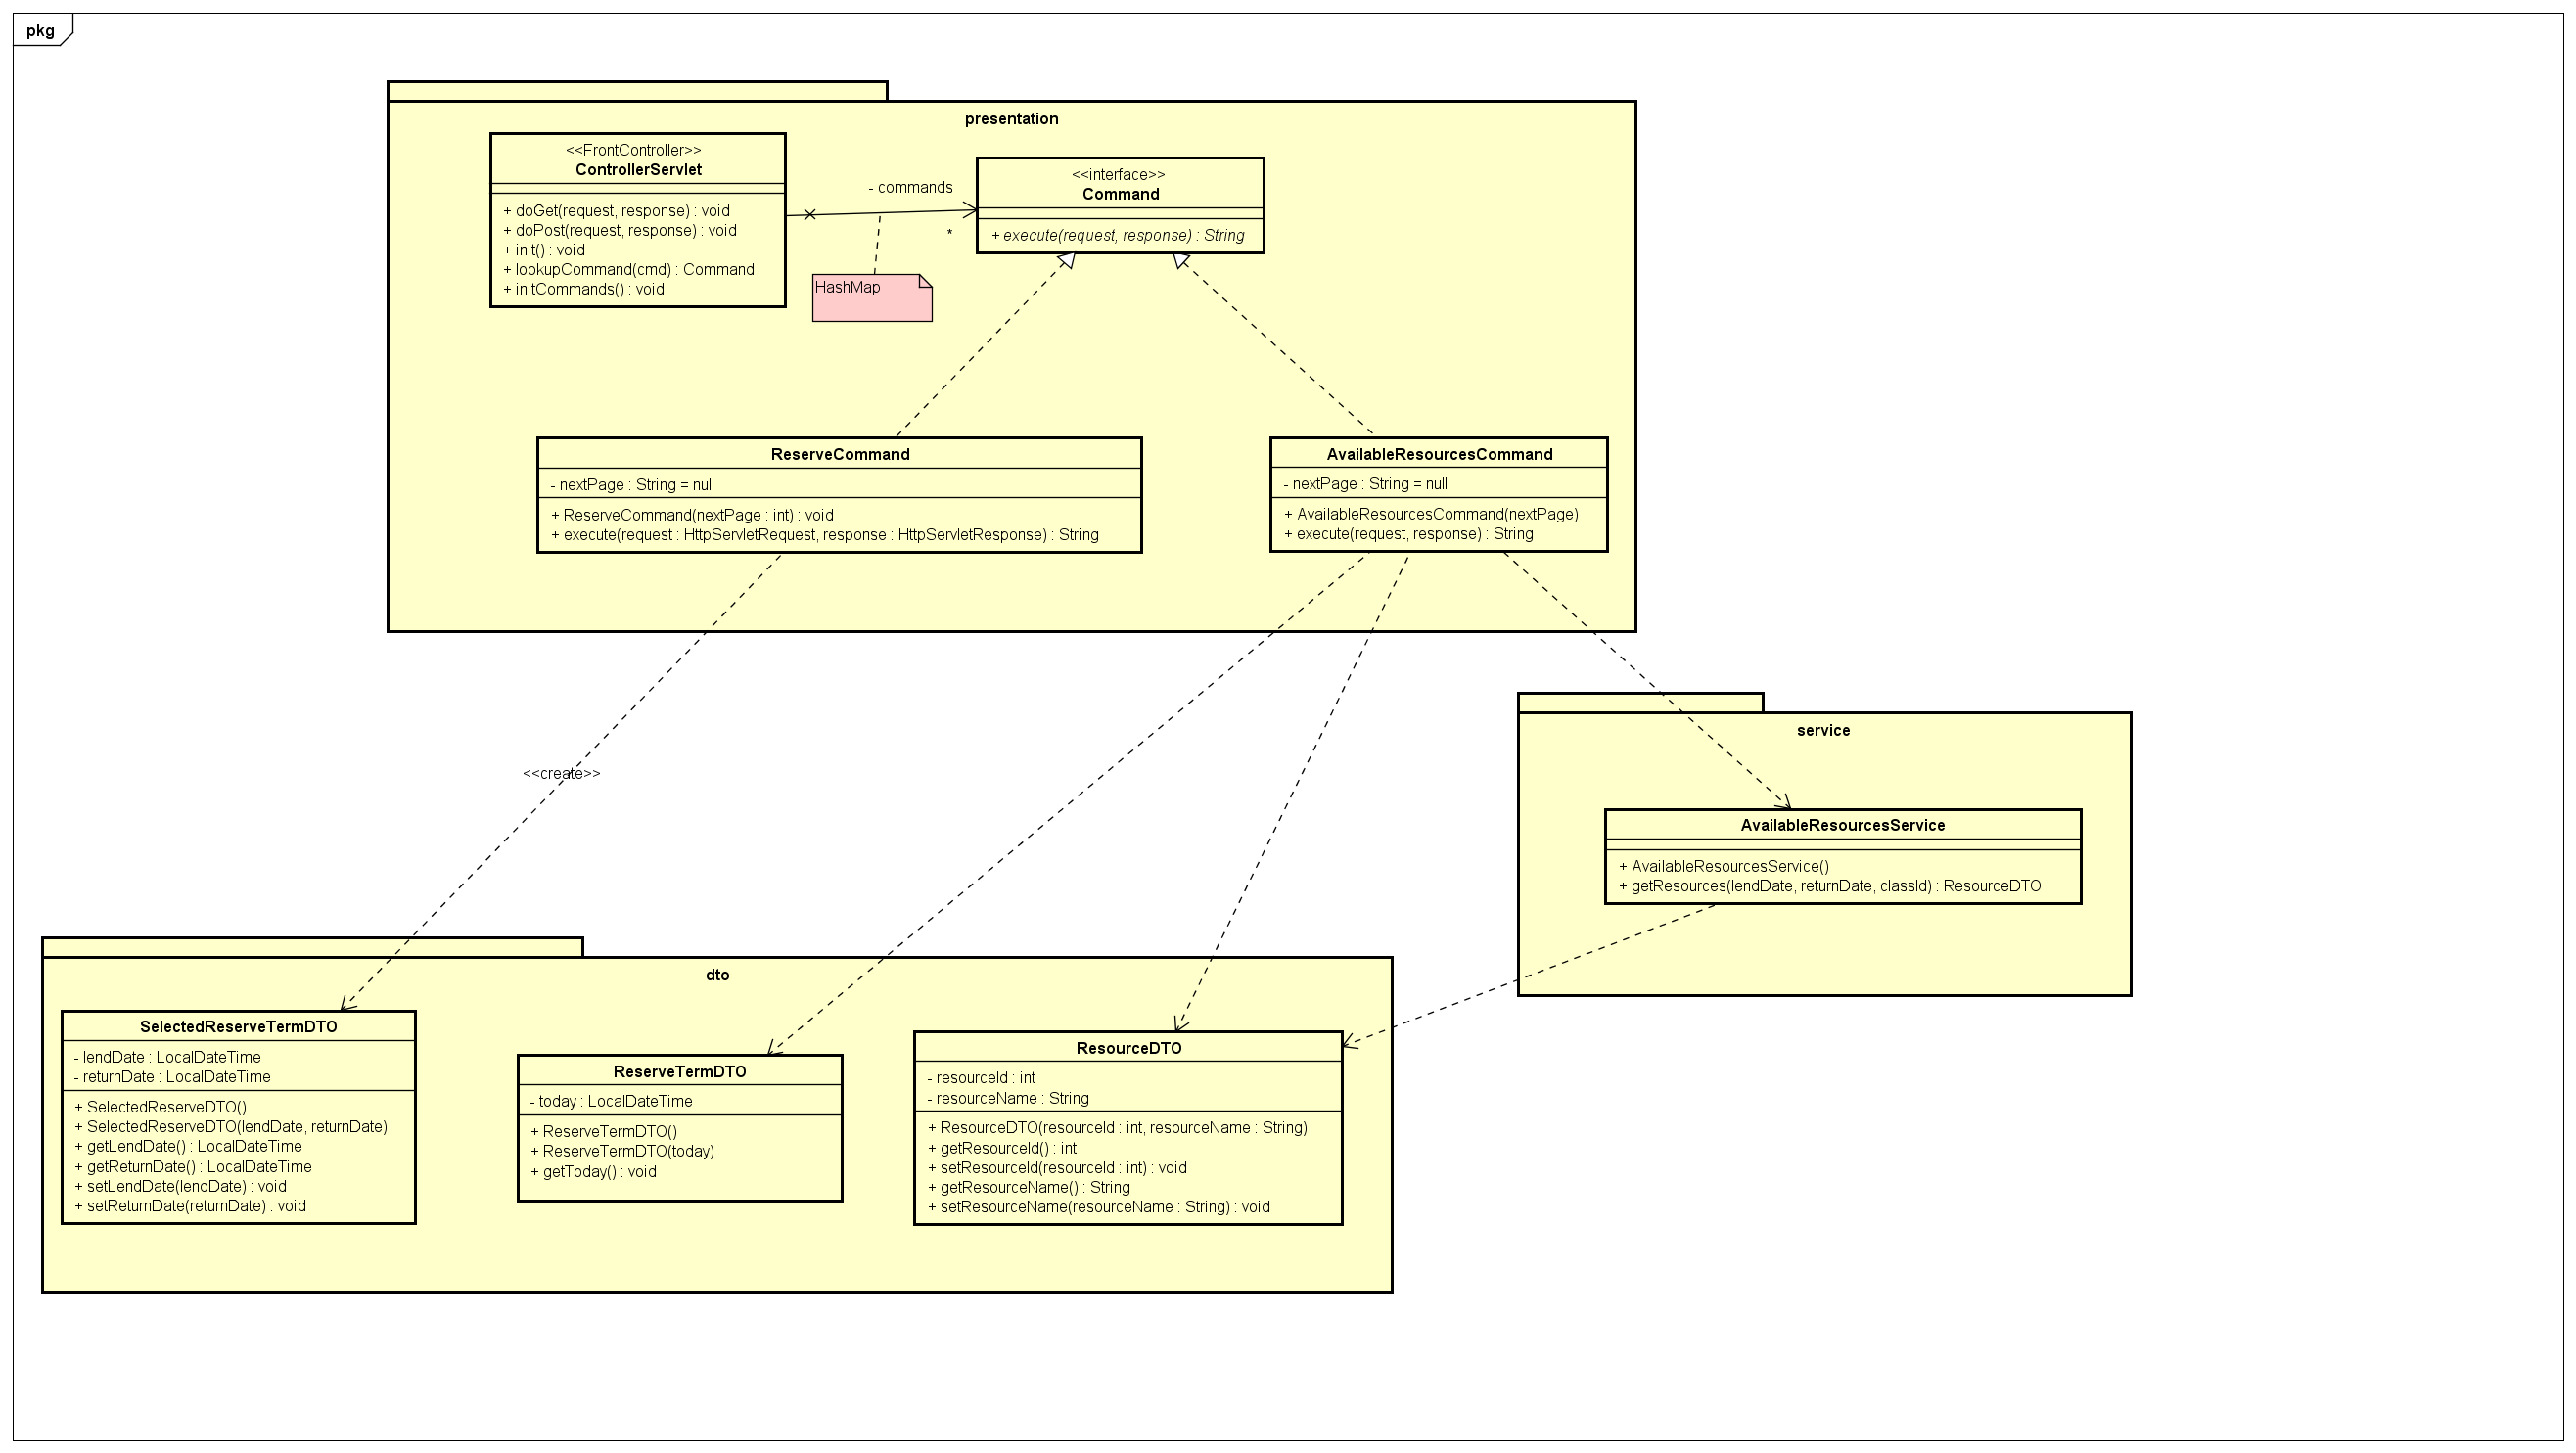 pkg
presentation
<<FrontController>>
ControllerServlet
+ doGet(request, response) : void
+ doPost(request, response) : void
+ init() : void
+ lookupCommand(cmd) : Command
+ initCommands() : void
- commands
*
HashMap
<<interface>>
Command
+ execute(request, response) : String
ReserveCommand
- nextPage : String = null
+ ReserveCommand(nextPage : int) : void
+ execute(request : HttpServletRequest, response : HttpServletResponse) : String
AvailableResourcesCommand
- nextPage : String = null
+ AvailableResourcesCommand(nextPage)
+ execute(request, response) : String
<<create>>
service
AvailableResourcesService
+ AvailableResourcesService()
+ getResources(lendDate, returnDate, classId) : ResourceDTO
dto
SelectedReserveTermDTO
- lendDate : LocalDateTime
- returnDate : LocalDateTime
+ SelectedReserveDTO()
+ SelectedReserveDTO(lendDate, returnDate)
+ getLendDate() : LocalDateTime
+ getReturnDate() : LocalDateTime
+ setLendDate(lendDate) : void
+ setReturnDate(returnDate) : void
ReserveTermDTO
- today : LocalDateTime
+ ReserveTermDTO()
+ ReserveTermDTO(today)
+ getToday() : void
ResourceDTO
- resourceId : int
- resourceName : String
+ ResourceDTO(resourceId : int, resourceName : String)
+ getResourceId() : int
+ setResourceId(resourceId : int) : void
+ getResourceName() : String
+ setResourceName(resourceName : String) : void